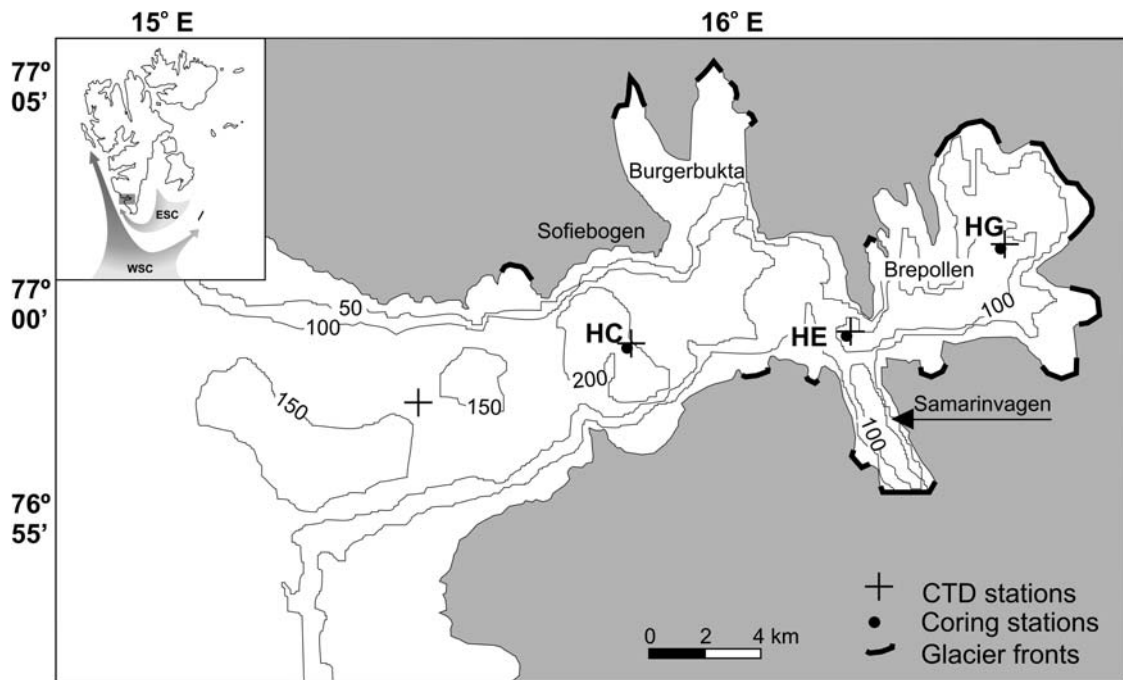 15° E
16° E
77°
05'
ESC
WSC
Burgerbukta
Sofiebogen
HG
Brepollen
77°
00'
50
100
100
HC
HE
200
150
150
Samarinvagen
100
76°
55'
CTD stations
Coring stations
0 2 4 km
Glacier fronts